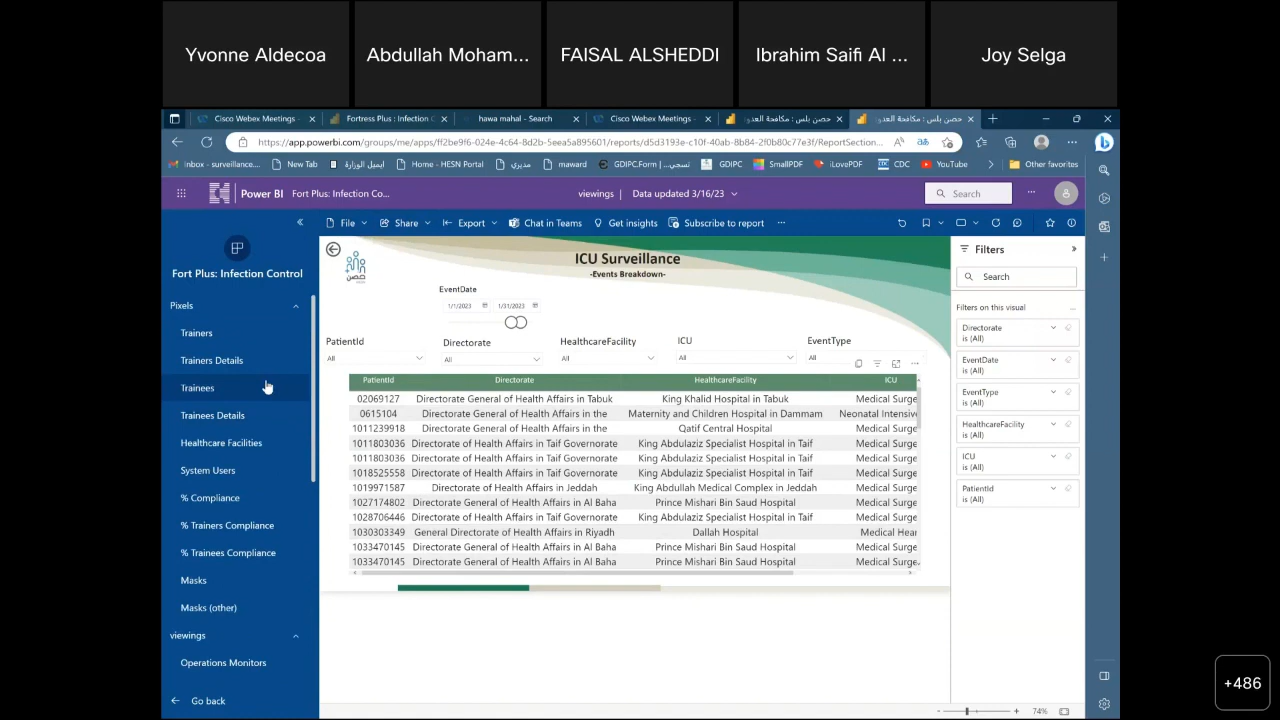 Yvonne Aldecoa
Abdullah Moham...
FAISAL ALSHEDDI
Ibrahim Saifi Al ...
Joy Selga
Cisco Webex Meetings -
Fortress Plus : Infection C
hawa mahal - Search
Cisco Webex Meetings -
حصن بلس : مكافحة العدو
حصن بلس : مكافحة العدو
https://app.powerbi.com/groups/me/apps/ff2be9f6-024e-4c64-8d2b-5eea5a895601/reports/d5d3193e-c10f-40ab-8b84-2f0b80c77e3f/ReportSection...
Inbox - surveillance...
New Tab
ايميل الوزارة
Home - HESN Portal
مديري
maward
GDIPC.Form | ...تسجي
GDIPC
SmallPDF
iLovePDF
CDC
YouTube
Other favorites
Power BI
Fort Plus: Infection Co...
viewings
Data updated 3/16/23
Search
File
Share
Export
Chat in Teams
Get insights
Subscribe to report
Fort Plus: Infection Control
Pixels
Trainers
Trainers Details
Trainees
Trainees Details
Healthcare Facilities
System Users
% Compliance
% Trainers Compliance
% Trainees Compliance
Masks
Masks (other)
viewings
Operations Monitors
Go back
حصن
ICU Surveillance
-Events Breakdown-
EventDate
1/1/2023
1/31/2023
PatientId
Directorate
HealthcareFacility
ICU
EventType
All
All
All
All
All
PatientId Directorate HealthcareFacility ICU
02069127 Directorate General of Health Affairs in Tabuk King Khalid Hospital in Tabuk Medical Surge
0615104 Directorate General of Health Affairs in the Maternity and Children Hospital in Dammam Neonatal Intensive
1011239918 Directorate General of Health Affairs in the Qatif Central Hospital Medical Surge
1011803036 Directorate of Health Affairs in Taif Governorate King Abdulaziz Specialist Hospital in Taif Medical Surge
1011803036 Directorate of Health Affairs in Taif Governorate King Abdulaziz Specialist Hospital in Taif Medical Surge
1018525558 Directorate of Health Affairs in Taif Governorate King Abdulaziz Specialist Hospital in Taif Medical Surge
1019971587 Directorate of Health Affairs in Jeddah King Abdullah Medical Complex in Jeddah Medical Surge
1027174802 Directorate General of Health Affairs in Al Baha Prince Mishari Bin Saud Hospital Medical Surge
1028706446 Directorate of Health Affairs in Taif Governorate King Abdulaziz Specialist Hospital in Taif Medical Surge
1030303349 General Directorate of Health Affairs in Riyadh Dallah Hospital Medical Hear
1033470145 Directorate General of Health Affairs in Al Baha Prince Mishari Bin Saud Hospital Medical Surge
1033470145 Directorate General of Health Affairs in Al Baha Prince Mishari Bin Saud Hospital Medical Surge
Filters
Search
Filters on this visual
Directorate
is (All)
EventDate
is (All)
EventType
is (All)
HealthcareFacility
is (All)
ICU
is (All)
PatientId
is (All)
74%
+486